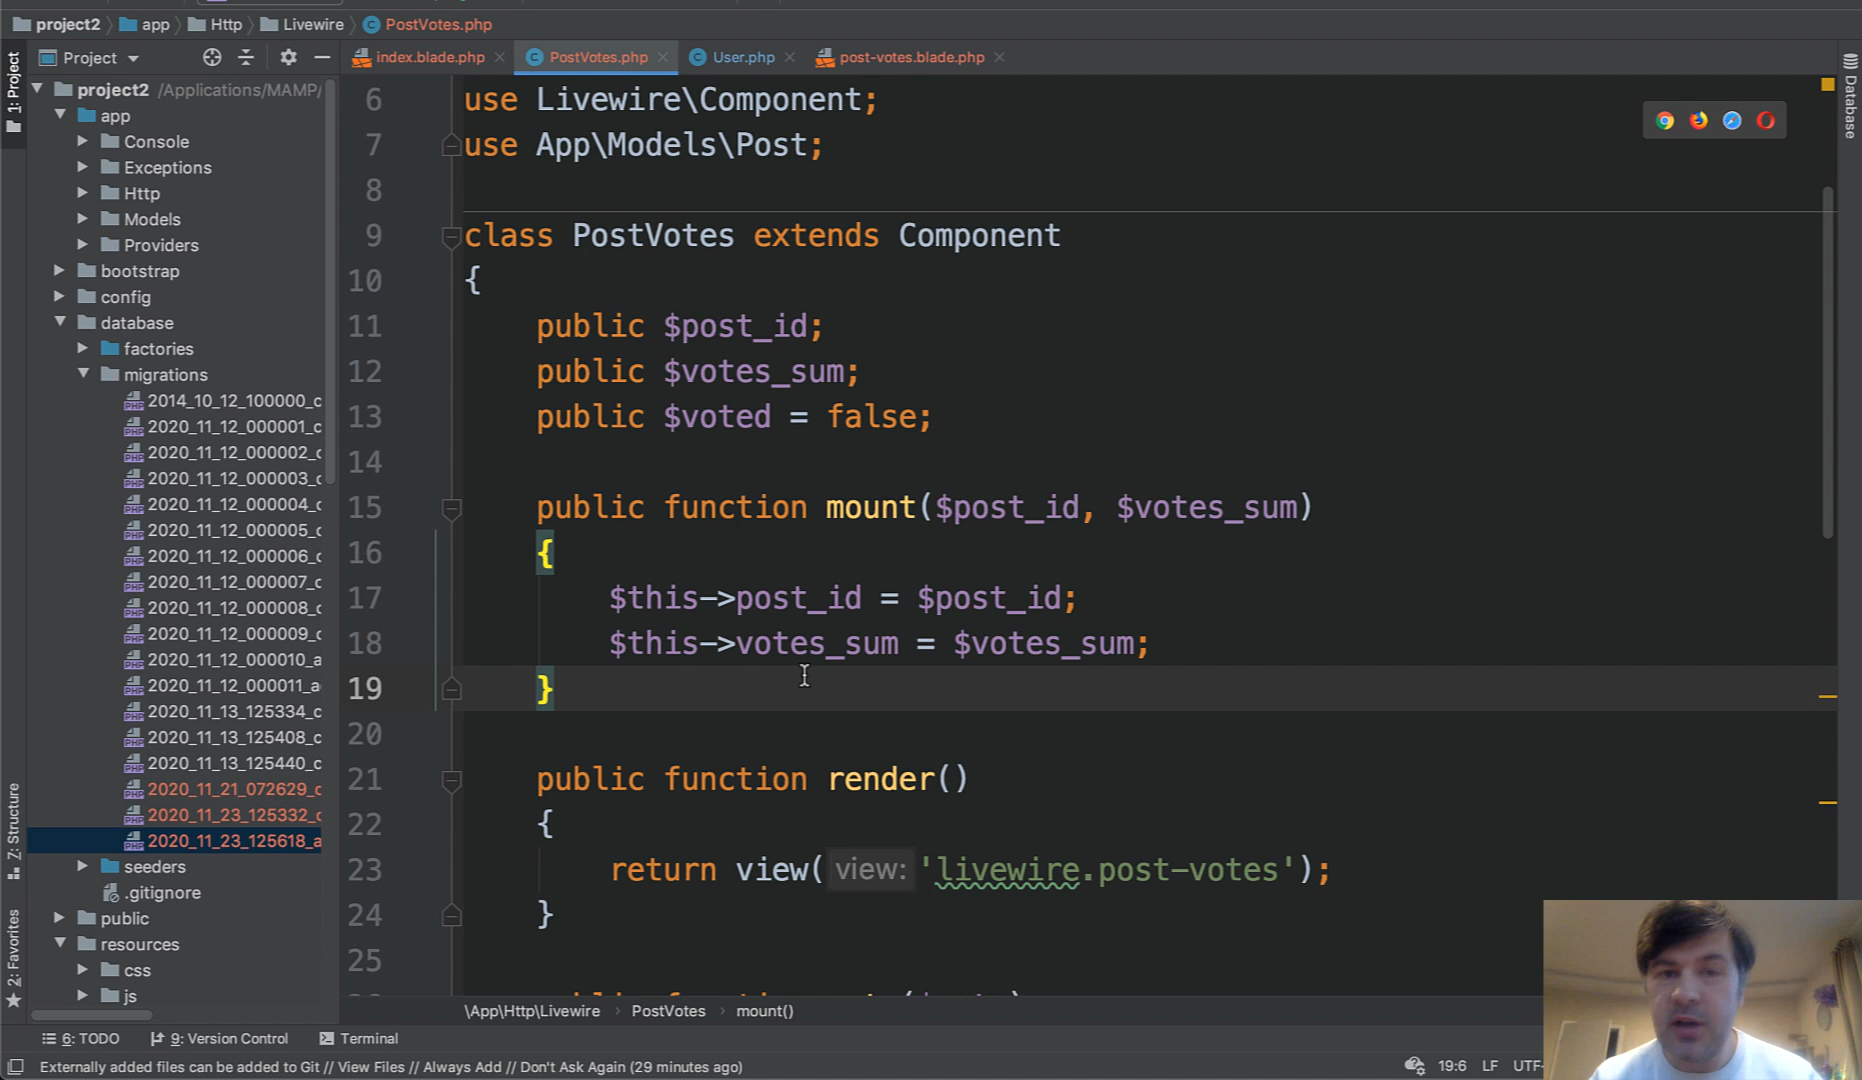 project2 app Http Livewire PostVotes.php
Project
index.blade.php PostVotes.php User.php post-votes.blade.php
1: Project
Z: Structure
2: Favorites
Database
project2 /Applications/MAMP/
app
Console
Exceptions
Http
Models
Providers
bootstrap
config
database
factories
migrations
2014_10_12_100000_c
2020_11_12_000001_c
2020_11_12_000002_c
2020_11_12_000003_c
2020_11_12_000004_c
2020_11_12_000005_c
2020_11_12_000006_c
2020_11_12_000007_c
2020_11_12_000008_c
2020_11_12_000009_c
2020_11_12_000010_a
2020_11_12_000011_a
2020_11_13_125334_c
2020_11_13_125408_c
2020_11_13_125440_c
2020_11_21_072629_c
2020_11_23_125332_c
2020_11_23_125618_a
seeders
.gitignore
public
resources
css
js
6 use Livewire\Component;
7 use App\Models\Post;
8
9 class PostVotes extends Component
10 {
11 public $post_id;
12 public $votes_sum;
13 public $voted = false;
14
15 public function mount($post_id, $votes_sum)
16 {
17 $this->post_id = $post_id;
18 $this->votes_sum = $votes_sum;
19 }
20
21 public function render()
22 {
23 return view( view: 'livewire.post-votes');
24 }
25
\App\Http\Livewire PostVotes mount()
6: TODO 9: Version Control Terminal
Externally added files can be added to Git // View Files // Always Add // Don't Ask Again (29 minutes ago) 19:6 LF UTF-